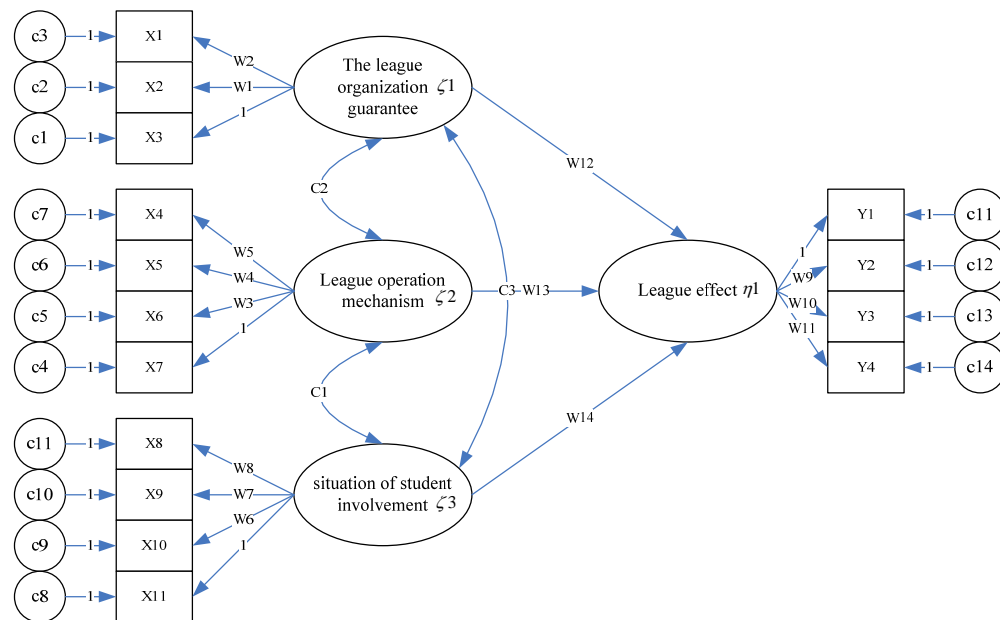 c3
1
X1
c2
1
X2
c1
1
X3
W2
W1
1
The league
organization ζ1
guarantee
C2
W12
c7
1
X4
c6
1
X5
c5
1
X6
c4
1
X7
W5
W4
W3
1
League operation
mechanism ζ2
C3
W13
League effect η1
1
W9
W10
W11
Y1
1
c11
Y2
1
c12
Y3
1
c13
Y4
1
c14
C1
W14
c11
1
X8
c10
1
X9
c9
1
X10
c8
1
X11
W8
W7
W6
1
situation of student
involvement ζ3